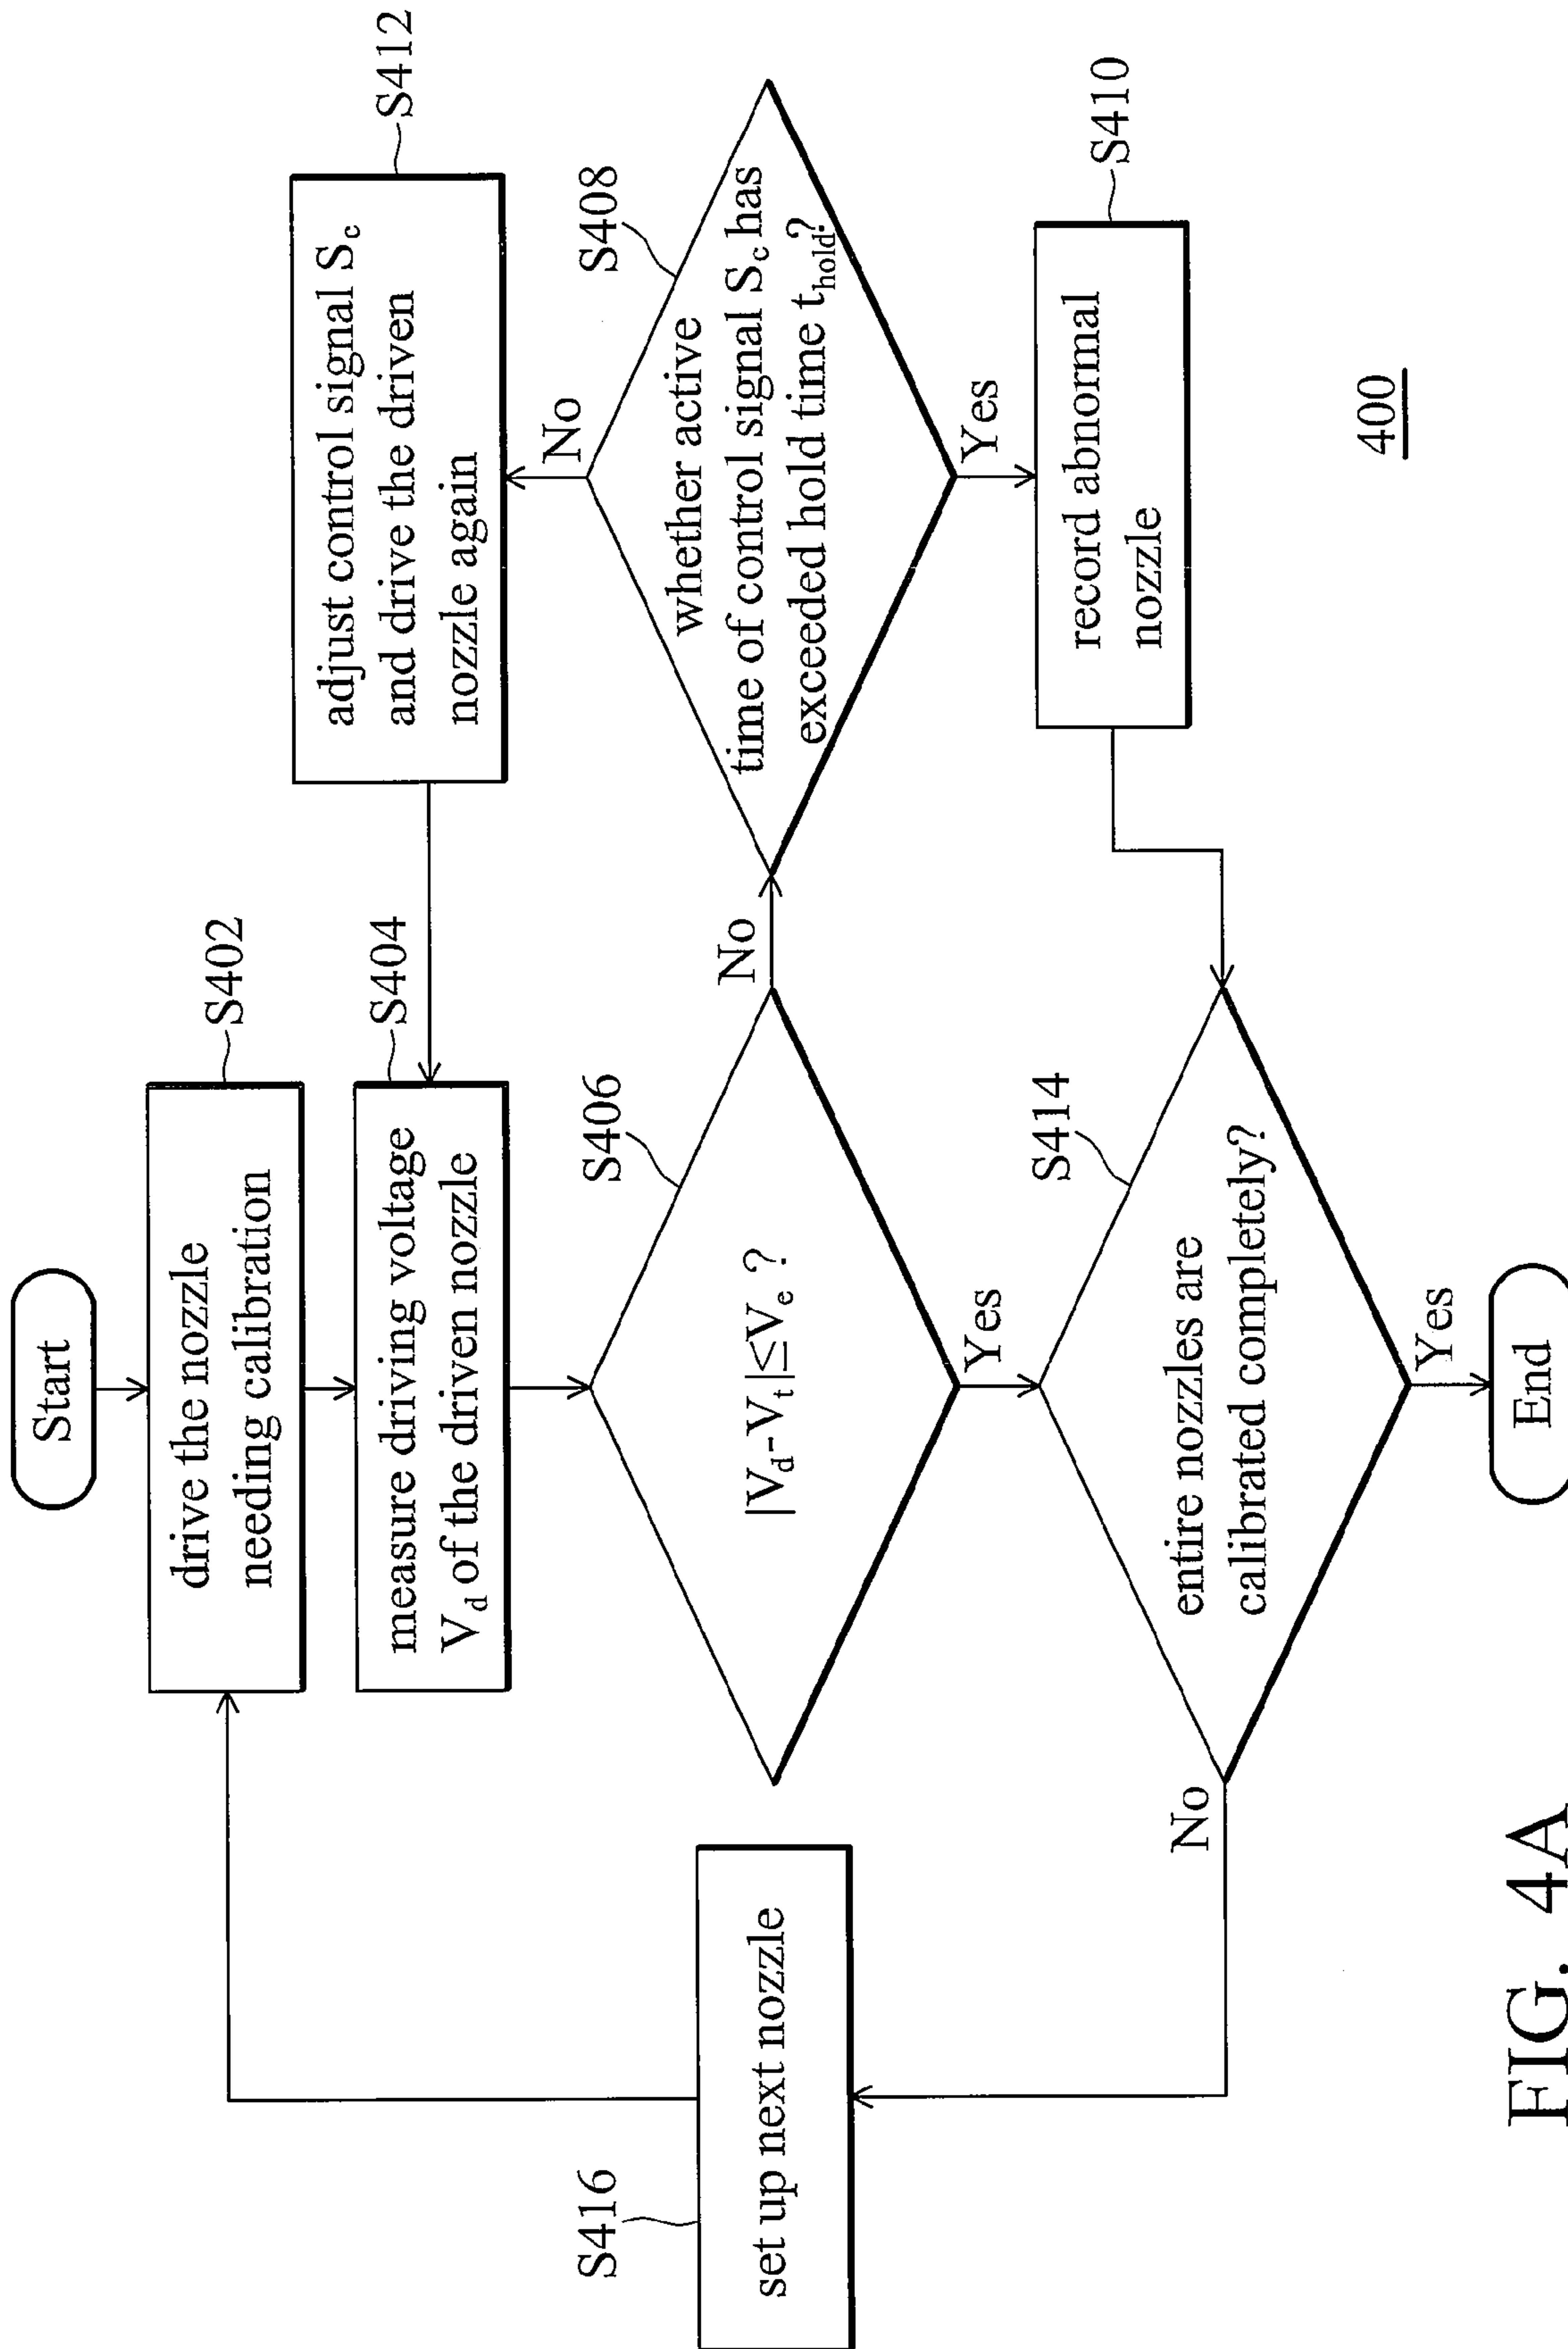 Start
drive the nozzle
needing calibration
S402
measure driving voltage
V_d of the driven nozzle
S404
|V_d - V_t| ≤ V_e ?
S406
No
Yes
whether active
time of control signal S_c has
exceeded hold time t_hold?
S408
No
Yes
adjust control signal S_c
and drive the driven
nozzle again
S412
record abnormal
nozzle
S410
entire nozzles are
calibrated completely?
S414
No
Yes
set up next nozzle
S416
End
400
FIG. 4A